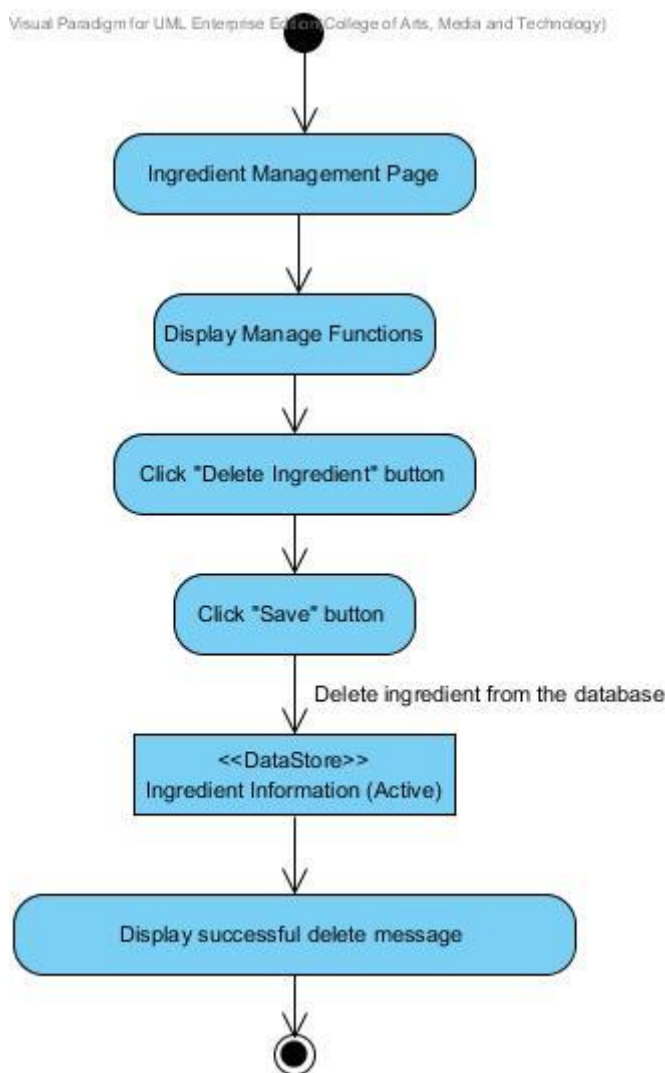 Visual Paradigm for UML Enterprise Edition(College of Arts, Media and Technology)
Ingredient Management Page
Display Manage Functions
Click "Delete Ingredient" button
Click "Save" button
Delete ingredient from the database
<<DataStore>>
Ingredient Information (Active)
Display successful delete message